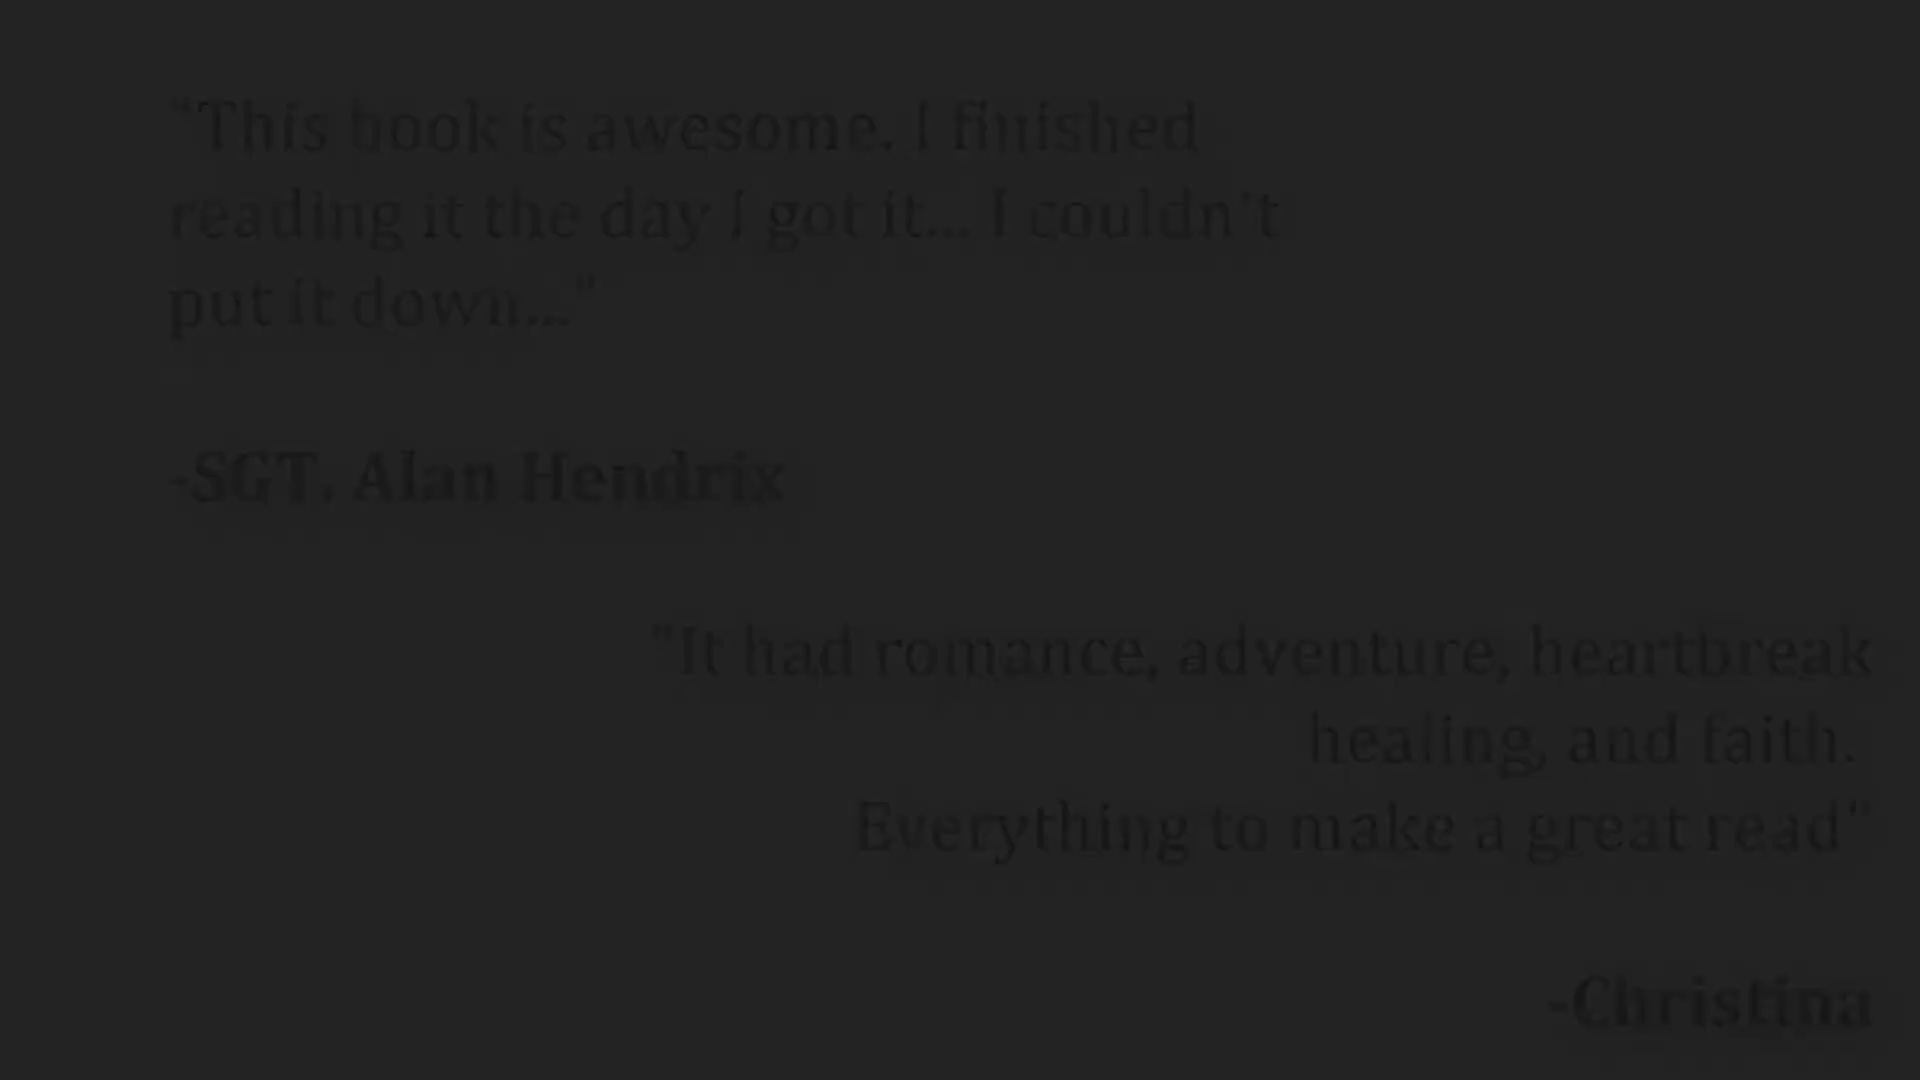 "This book is awesome. I finished
reading it the day I got it... I couldn't
put it down..."
-SGT. Alan Hendrix
"It had romance, adventure, heartbreak
healing, and faith.
Everything to make a great read"
-Christina